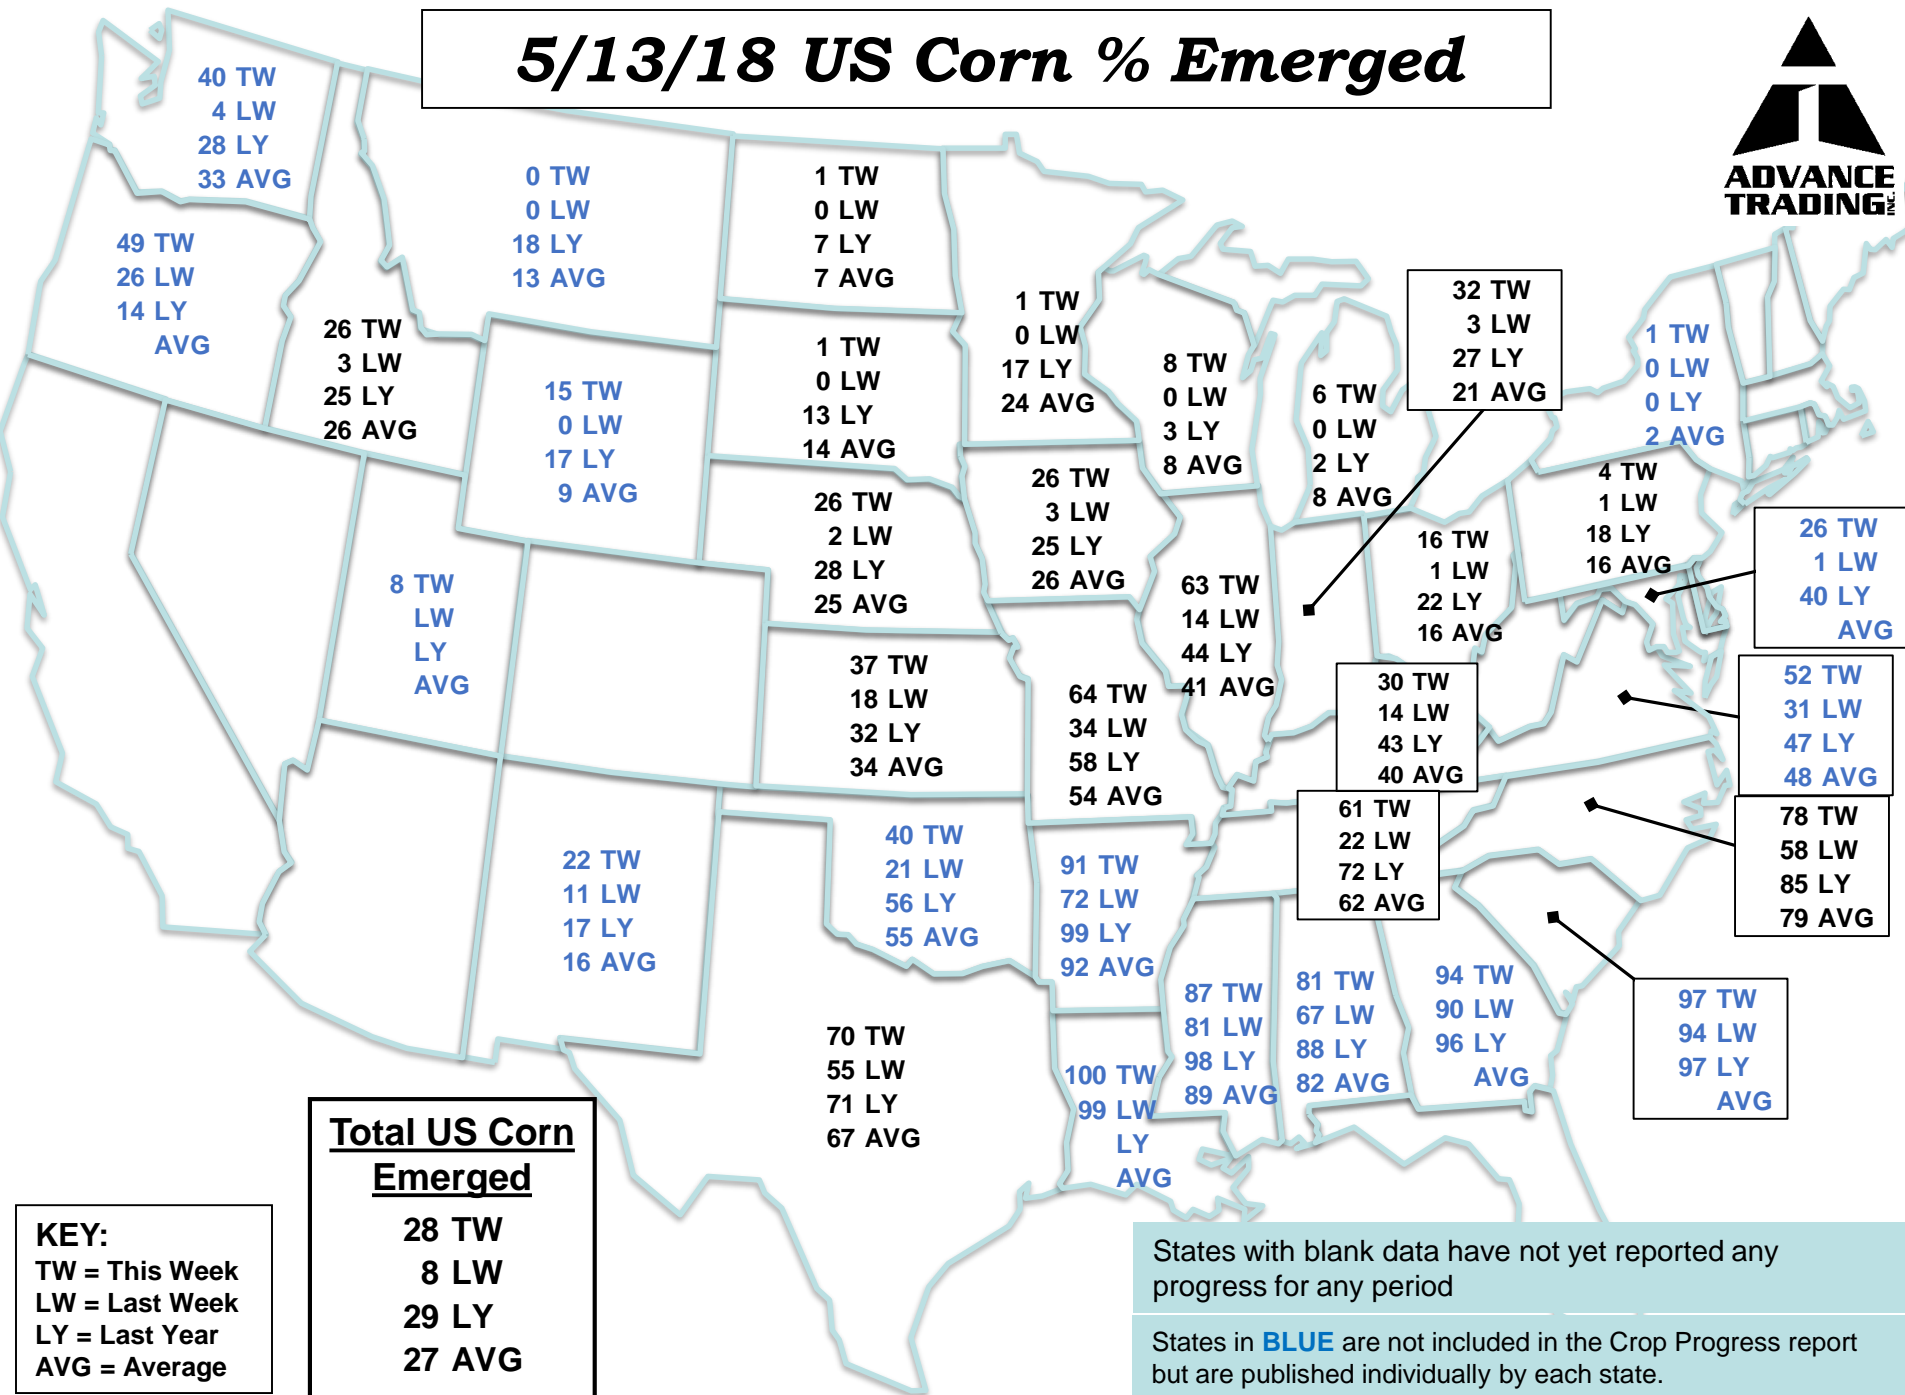 5/13/18 US Corn % Emerged
ADVANCE
TRADING INC.
40 TW
4 LW
28 LY
33 AVG
49 TW
26 LW
14 LY
AVG
26 TW
3 LW
25 LY
26 AVG
0 TW
0 LW
18 LY
13 AVG
15 TW
0 LW
17 LY
9 AVG
8 TW
LW
LY
AVG
22 TW
11 LW
17 LY
16 AVG
1 TW
0 LW
7 LY
7 AVG
1 TW
0 LW
13 LY
14 AVG
26 TW
2 LW
28 LY
25 AVG
37 TW
18 LW
32 LY
34 AVG
40 TW
21 LW
56 LY
55 AVG
70 TW
55 LW
71 LY
67 AVG
1 TW
0 LW
17 LY
24 AVG
26 TW
3 LW
25 LY
26 AVG
64 TW
34 LW
58 LY
54 AVG
91 TW
72 LW
99 LY
92 AVG
100 TW
99 LW
LY
AVG
8 TW
0 LW
3 LY
8 AVG
63 TW
14 LW
44 LY
41 AVG
6 TW
0 LW
2 LY
8 AVG
32 TW
3 LW
27 LY
21 AVG
16 TW
1 LW
22 LY
16 AVG
30 TW
14 LW
43 LY
40 AVG
61 TW
22 LW
72 LY
62 AVG
87 TW
81 LW
98 LY
89 AVG
81 TW
67 LW
88 LY
82 AVG
94 TW
90 LW
96 LY
AVG
1 TW
0 LW
0 LY
2 AVG
4 TW
1 LW
18 LY
16 AVG
26 TW
1 LW
40 LY
AVG
52 TW
31 LW
47 LY
48 AVG
78 TW
58 LW
85 LY
79 AVG
97 TW
94 LW
97 LY
AVG
KEY:
TW = This Week
LW = Last Week
LY = Last Year
AVG = Average
Total US Corn
Emerged
28 TW
8 LW
29 LY
27 AVG
States with blank data have not yet reported any
progress for any period
States in BLUE are not included in the Crop Progress report
but are published individually by each state.